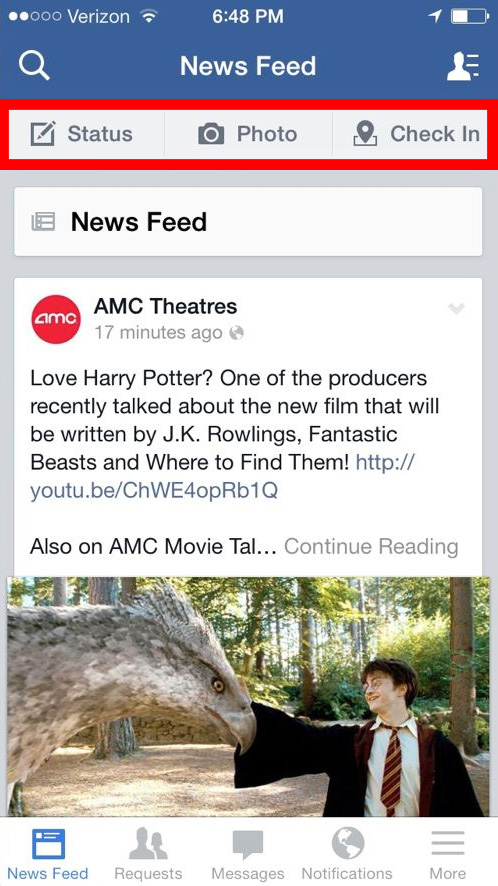 Verizon 6:48 PM
News Feed
Status Photo Check In
News Feed
amc
AMC Theatres
17 minutes ago
Love Harry Potter? One of the producers
recently talked about the new film that will
be written by J.K. Rowlings, Fantastic
Beasts and Where to Find Them! http://
youtu.be/ChWE4opRb1Q
Also on AMC Movie Tal... Continue Reading
News Feed Requests Messages Notifications More